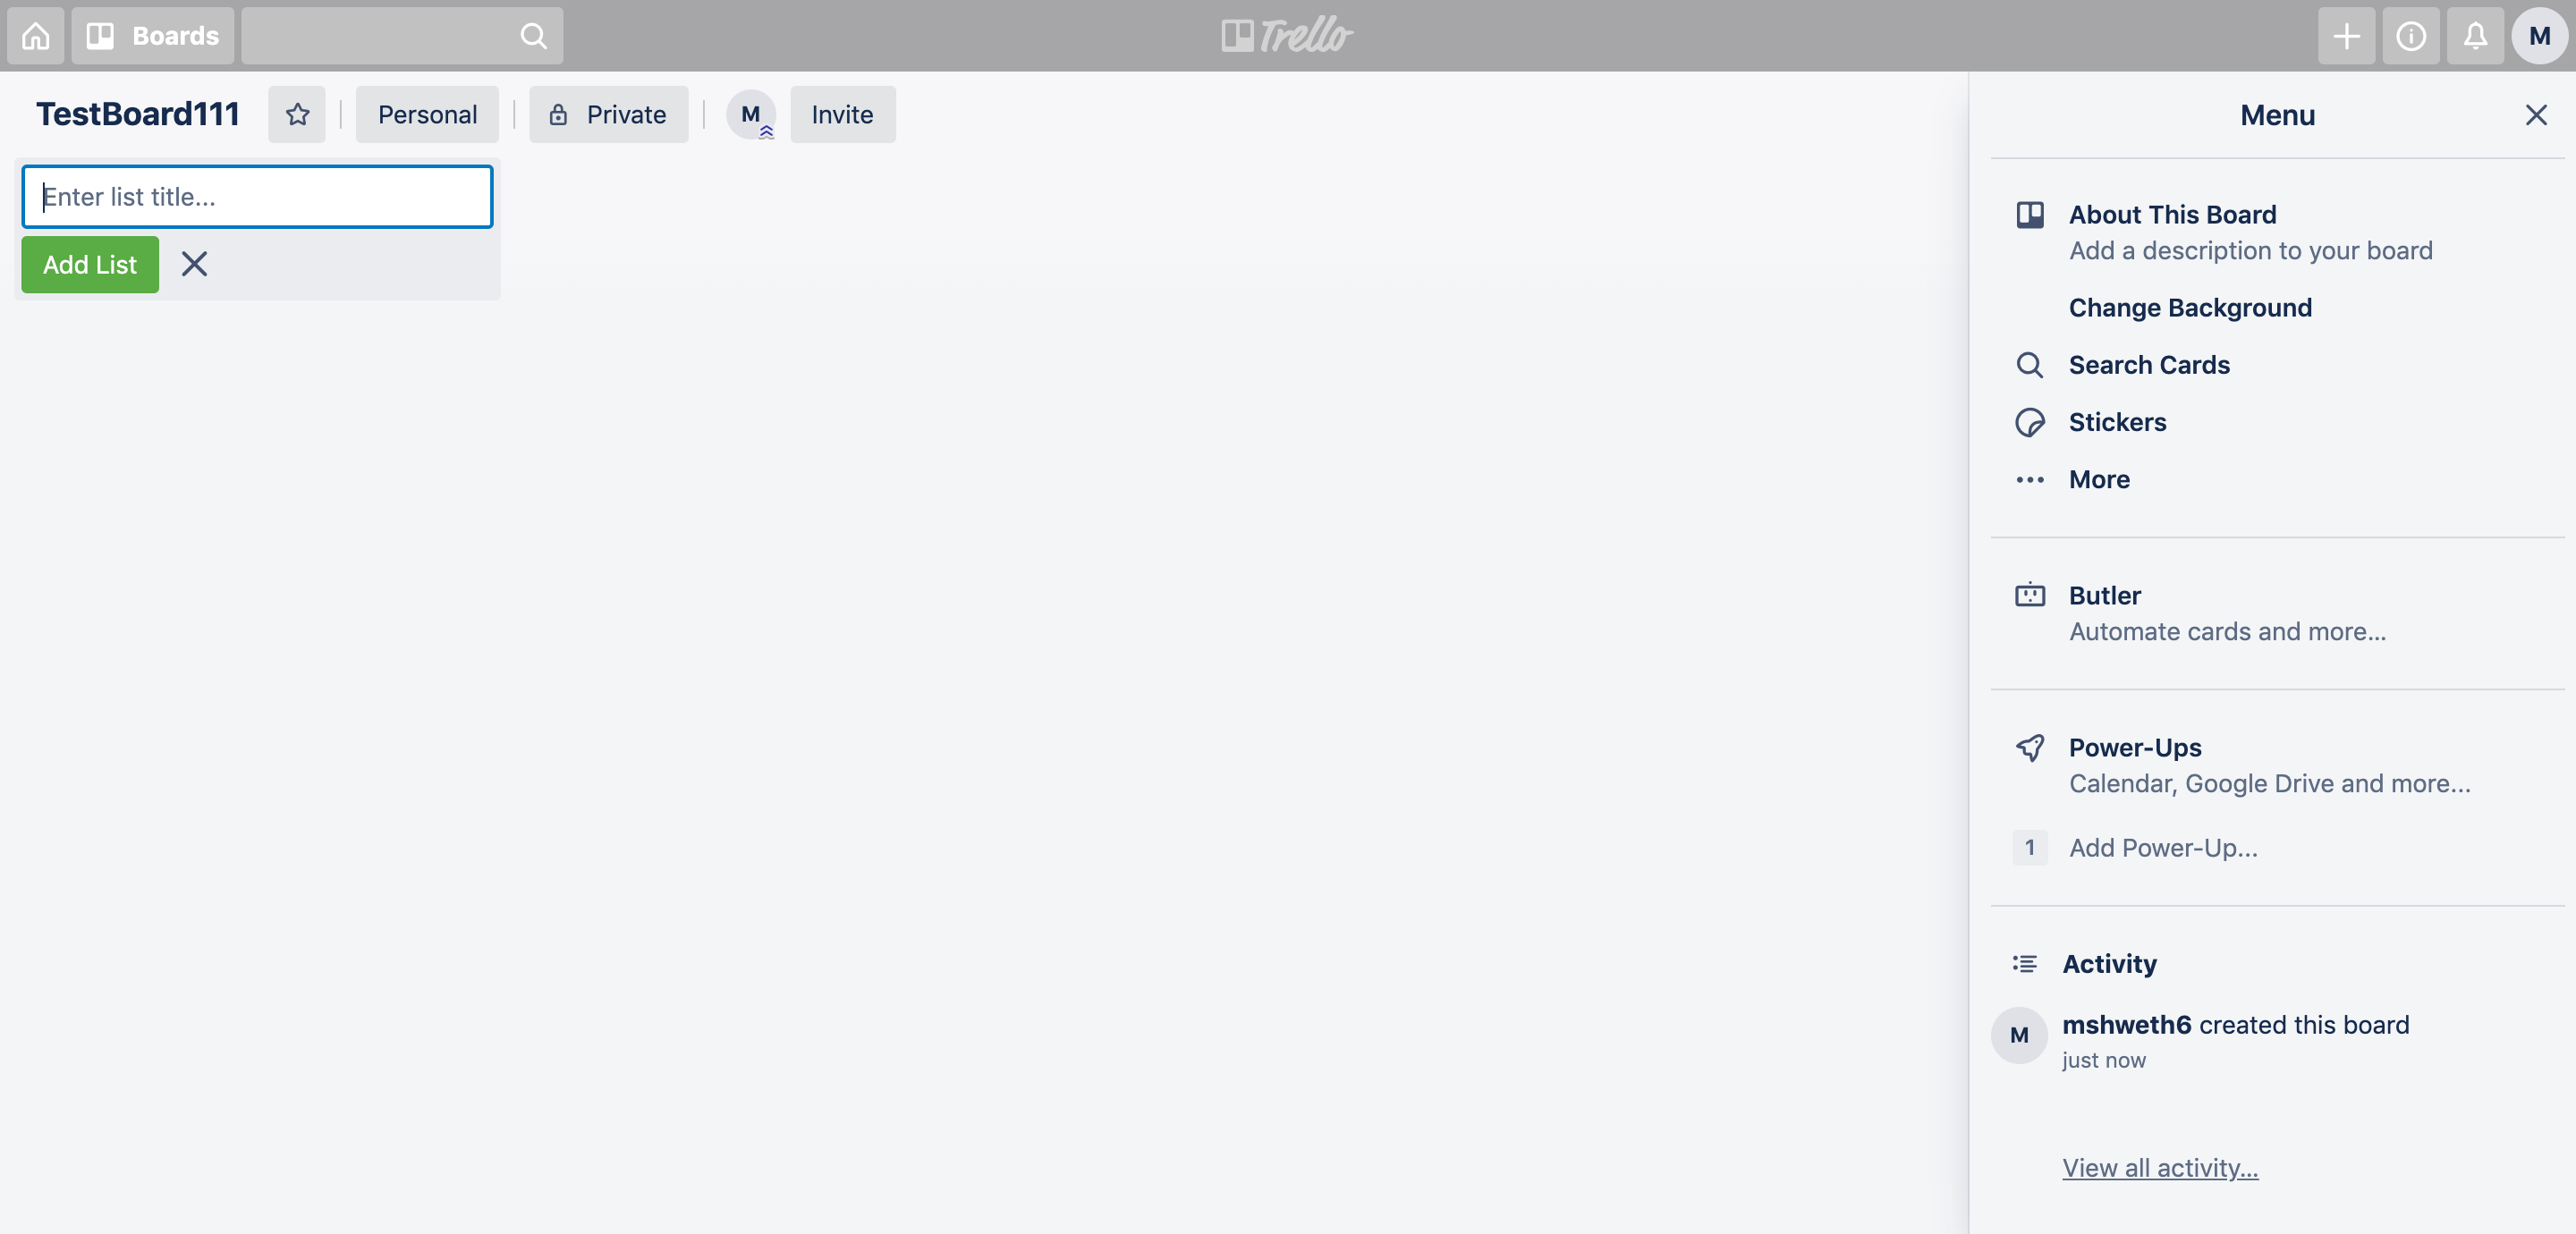 Boards
Trello
M
TestBoard111
Personal
Private
M
Invite
Enter list title...
Add List
Menu
About This Board
Add a description to your board
Change Background
Search Cards
Stickers
More
Butler
Automate cards and more...
Power-Ups
Calendar, Google Drive and more...
1 Add Power-Up...
Activity
M
mshweth6 created this board
just now
View all activity...